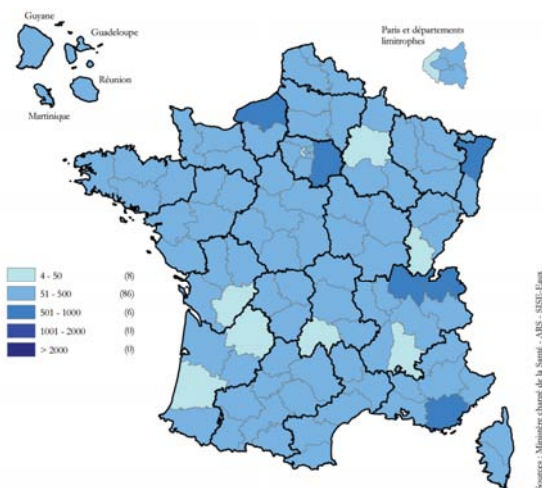 Guyane
Guadeloupe
Réunion
Martinique
Paris et départements
limitrophes
4 - 50 (8)
51 - 500 (86)
501 - 1000 (6)
1001 - 2000 (0)
> 2000 (0)
Sources : Ministère chargé de la Santé - ARS - SISE-Eaux